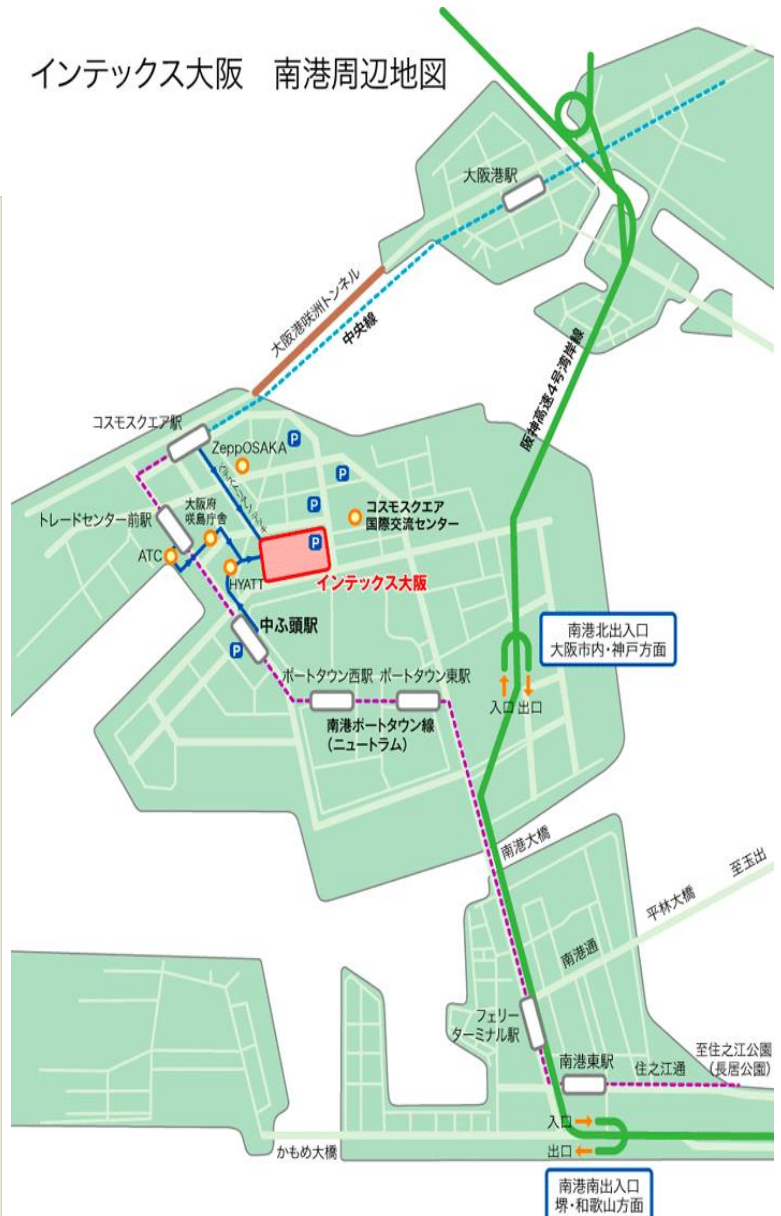 インテックス大阪　南港周辺地図
大阪港駅
大阪港咲洲トンネル
中央線
阪神高速4号湾岸線
コスモスクエア駅
ZeppOSAKA
P
P
P
トレードセンター前駅
大阪府
咲島庁舎
コスモスクエア
国際交流センター
P
ATC
HYATT
インテックス大阪
中ふ頭駅
P
南港北出入口
大阪市内・神戸方面
ポートタウン西駅
ポートタウン東駅
入口
出口
南港ポートタウン線
(ニュートラム)
南港大橋
至玉出
平林大橋
南港通
フェリー
ターミナル駅
南港東駅
住之江通
至住之江公園
(長居公園)
入口
出口
かもめ大橋
南港南出入口
堺・和歌山方面